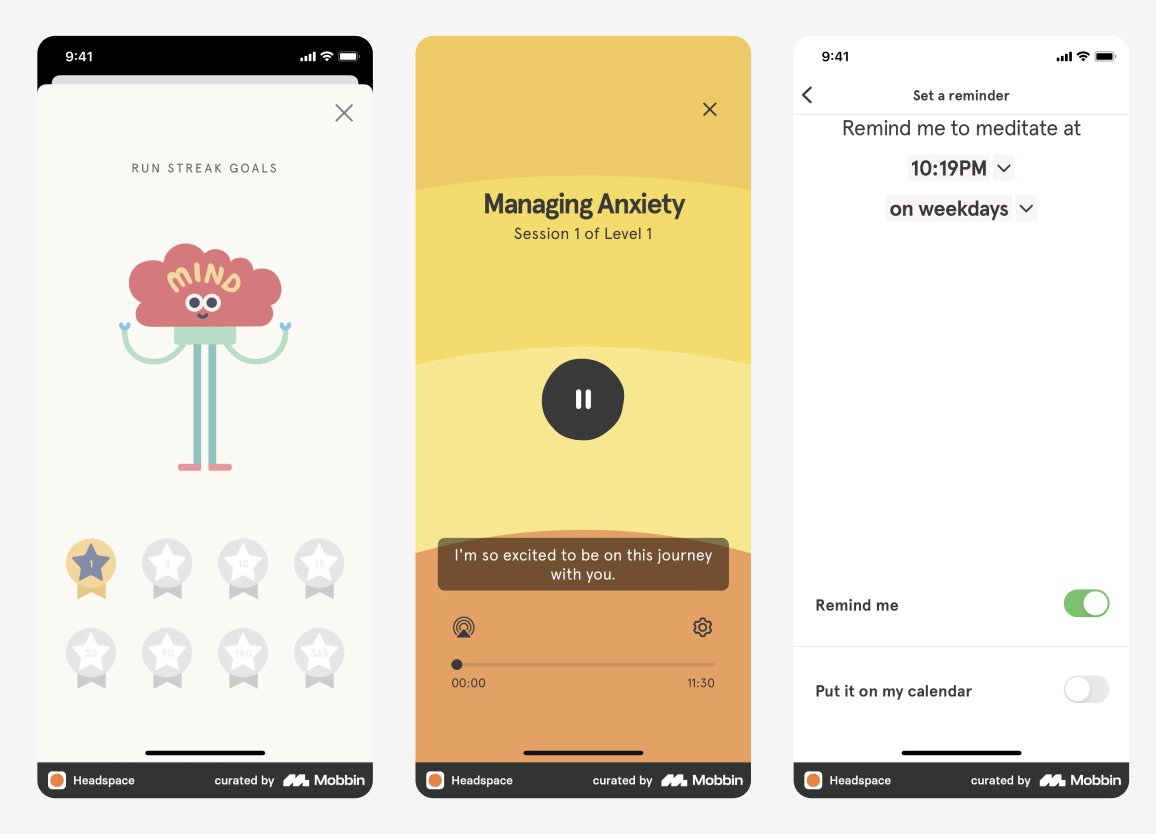 9:41
RUN STREAK GOALS
MIND
1
3
10
15
30
90
180
365
Headspace
curated by Mobbin
Managing Anxiety
Session 1 of Level 1
I'm so excited to be on this journey
with you.
00:00
11:30
Headspace
curated by Mobbin
9:41
Set a reminder
Remind me to meditate at
10:19PM
on weekdays
Remind me
Put it on my calendar
Headspace
curated by Mobbin